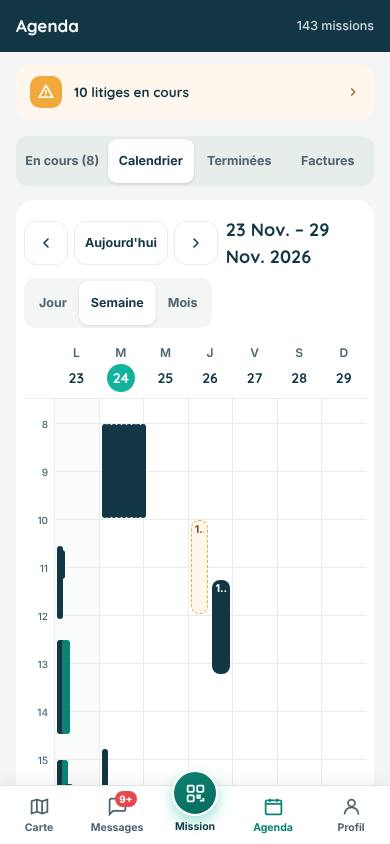 Agenda
143 missions
10 litiges en cours
En cours (8)
Calendrier
Terminées
Factures
Aujourd'hui
23 Nov. – 29
Nov. 2026
Jour
Semaine
Mois
L M M J V S D
23 24 25 26 27 28 29
8
9
10
1..
11
1..
12
13
14
15
9+
Carte
Messages
Mission
Agenda
Profil